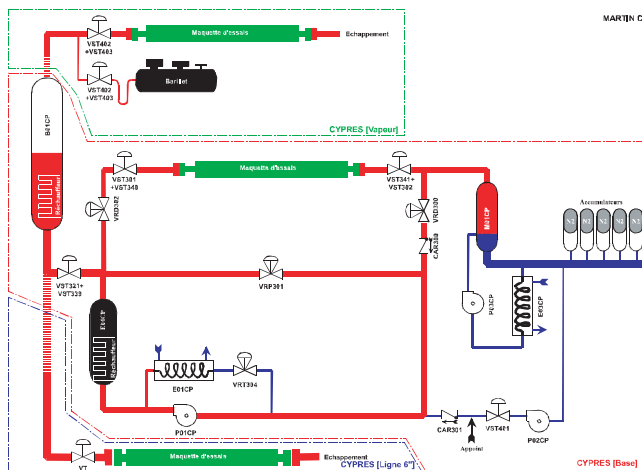 MARTIN C
Maquette d'essais
Echappement
VST402
+VST403
VST402
+VST403
Barillet
CYPRES [Vapeur]
B01CP
Réchauffeur
VST301
+VST340
Maquette d'essais
VST341+
VST302
VRD302
VRD300
CAR300
M01CP
Accumulateurs
N2
N2
N2
N2
N2
VST321+
VST329
VRP301
P03CP
E03CP
Réchauffeur
E01CP
VRT304
P01CP
CAR301
VST401
P02CP
Appoint
VT
Maquette d'essais
Echappement
CYPRES [Ligne 6"]
CYPRES [Base]